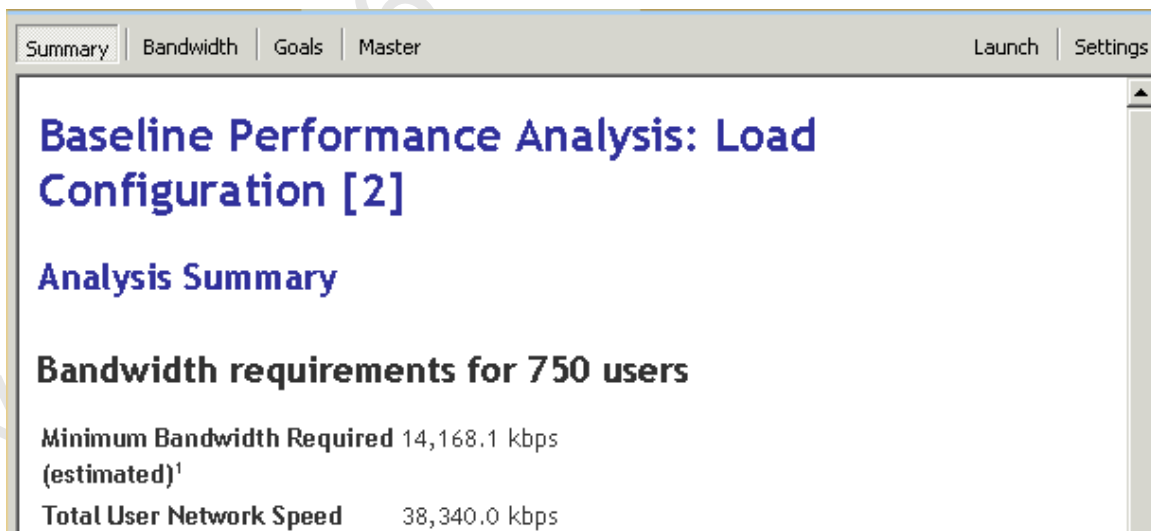 Summary Bandwidth Goals Master Launch Settings
Baseline Performance Analysis: Load
Configuration [2]
Analysis Summary
Bandwidth requirements for 750 users
Minimum Bandwidth Required 14,168.1 kbps
(estimated)¹
Total User Network Speed 38,340.0 kbps